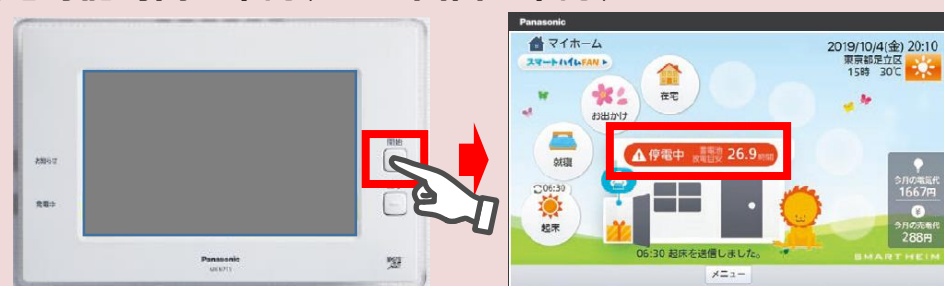 開始
お知らせ
発電中
Panasonic
Panasonic
マイホーム
スマートハイムFAN
2019/10/4(金) 20:10
東京都足立区
15時 30℃
在宅
お出かけ
就寝
停電中 蓄電池放電目安 26.9時間
06:30
起床
今月の電気代
1667円
今月の売電代
288円
06:30 起床を送信しました。
SMARTHEIM
メニュー